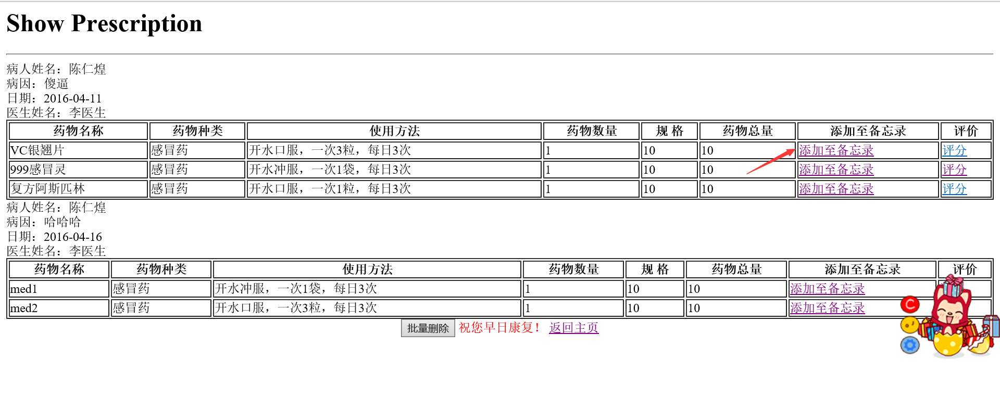 Show Prescription
病人姓名：陈仁煌
病因：傻逼
日期：2016-04-11
医生姓名：李医生
药物名称 药物种类 使用方法 药物数量 规 格 药物总量 添加至备忘录 评价
VC银翘片 感冒药 开水口服，一次3粒，每日3次 1 10 10 添加至备忘录 评分
999感冒灵 感冒药 开水冲服，一次1袋，每日3次 1 10 10 添加至备忘录 评分
复方阿斯匹林 感冒药 开水口服，一次1粒，每日3次 1 10 10 添加至备忘录 评分
病人姓名：陈仁煌
病因：哈哈哈
日期：2016-04-16
医生姓名：李医生
药物名称 药物种类 使用方法 药物数量 规 格 药物总量 添加至备忘录 评价
med1 感冒药 开水冲服，一次1袋，每日3次 1 10 10 添加至备忘录
med2 感冒药 开水口服，一次3粒，每日3次 1 10 10 添加至备忘录
C
批量删除 祝您早日康复！ 返回主页